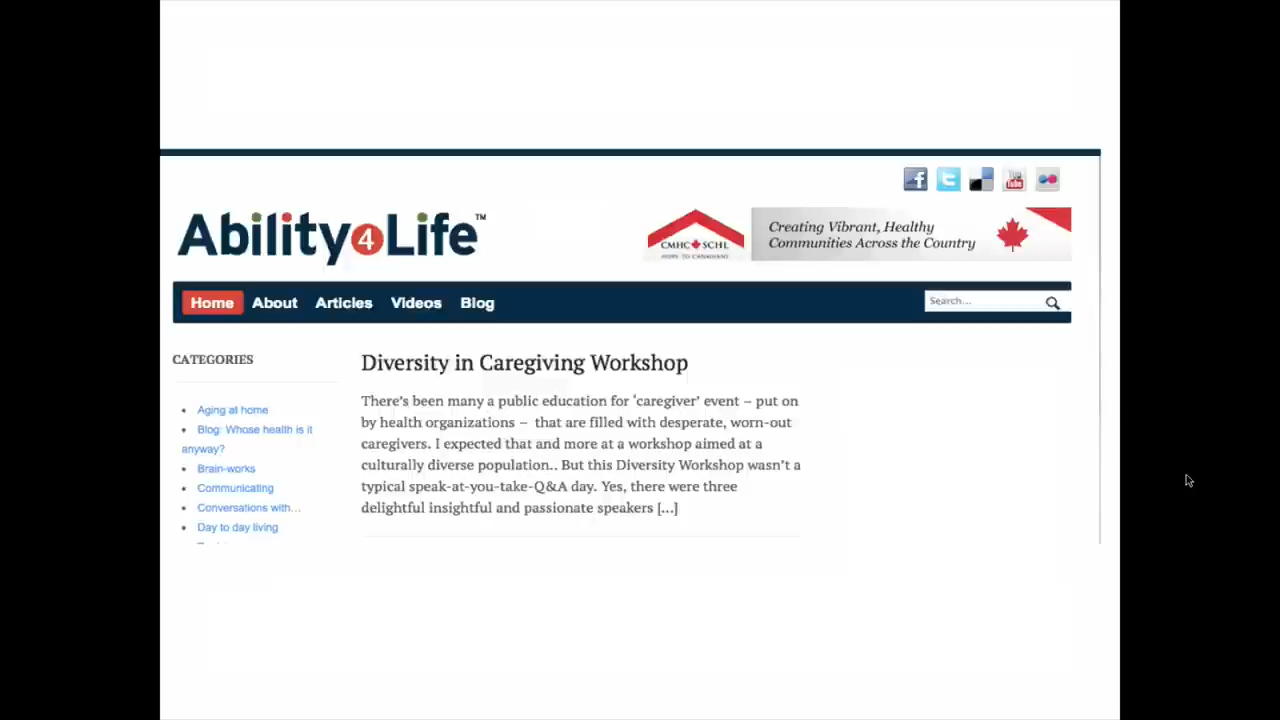 Ability4Life™
CMHC SCHL
HOME TO CANADIANS
Creating Vibrant, Healthy
Communities Across the Country
Home About Articles Videos Blog
Search...
CATEGORIES
Aging at home
Blog: Whose health is it
anyway?
Brain-works
Communicating
Conversations with...
Day to day living
Diversity in Caregiving Workshop
There's been many a public education for 'caregiver' event – put on
by health organizations – that are filled with desperate, worn-out
caregivers. I expected that and more at a workshop aimed at a
culturally diverse population.. But this Diversity Workshop wasn't a
typical speak-at-you-take-Q&A day. Yes, there were three
delightful insightful and passionate speakers [...]